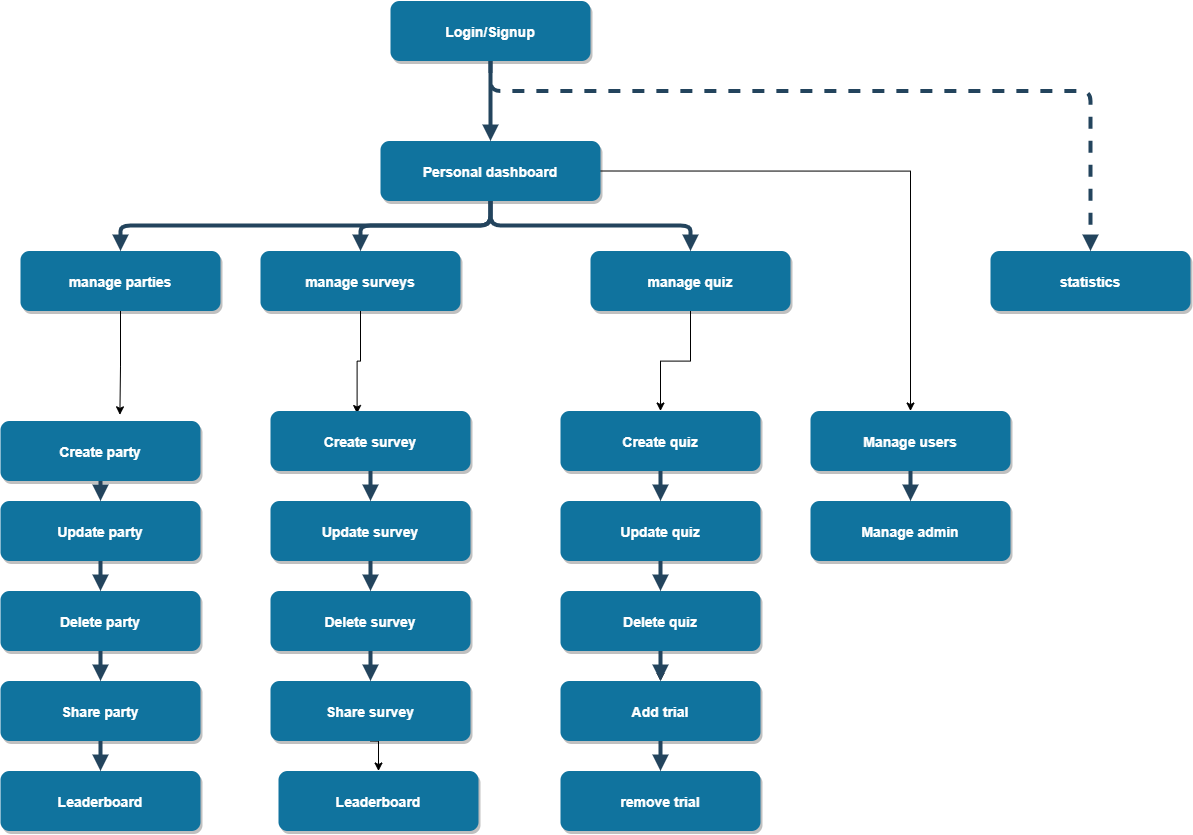 Login/Signup
Personal dashboard
manage parties
manage surveys
manage quiz
statistics
Create party
Create survey
Create quiz
Manage users
Update party
Update survey
Update quiz
Manage admin
Delete party
Delete survey
Delete quiz
Share party
Share survey
Add trial
Leaderboard
Leaderboard
remove trial